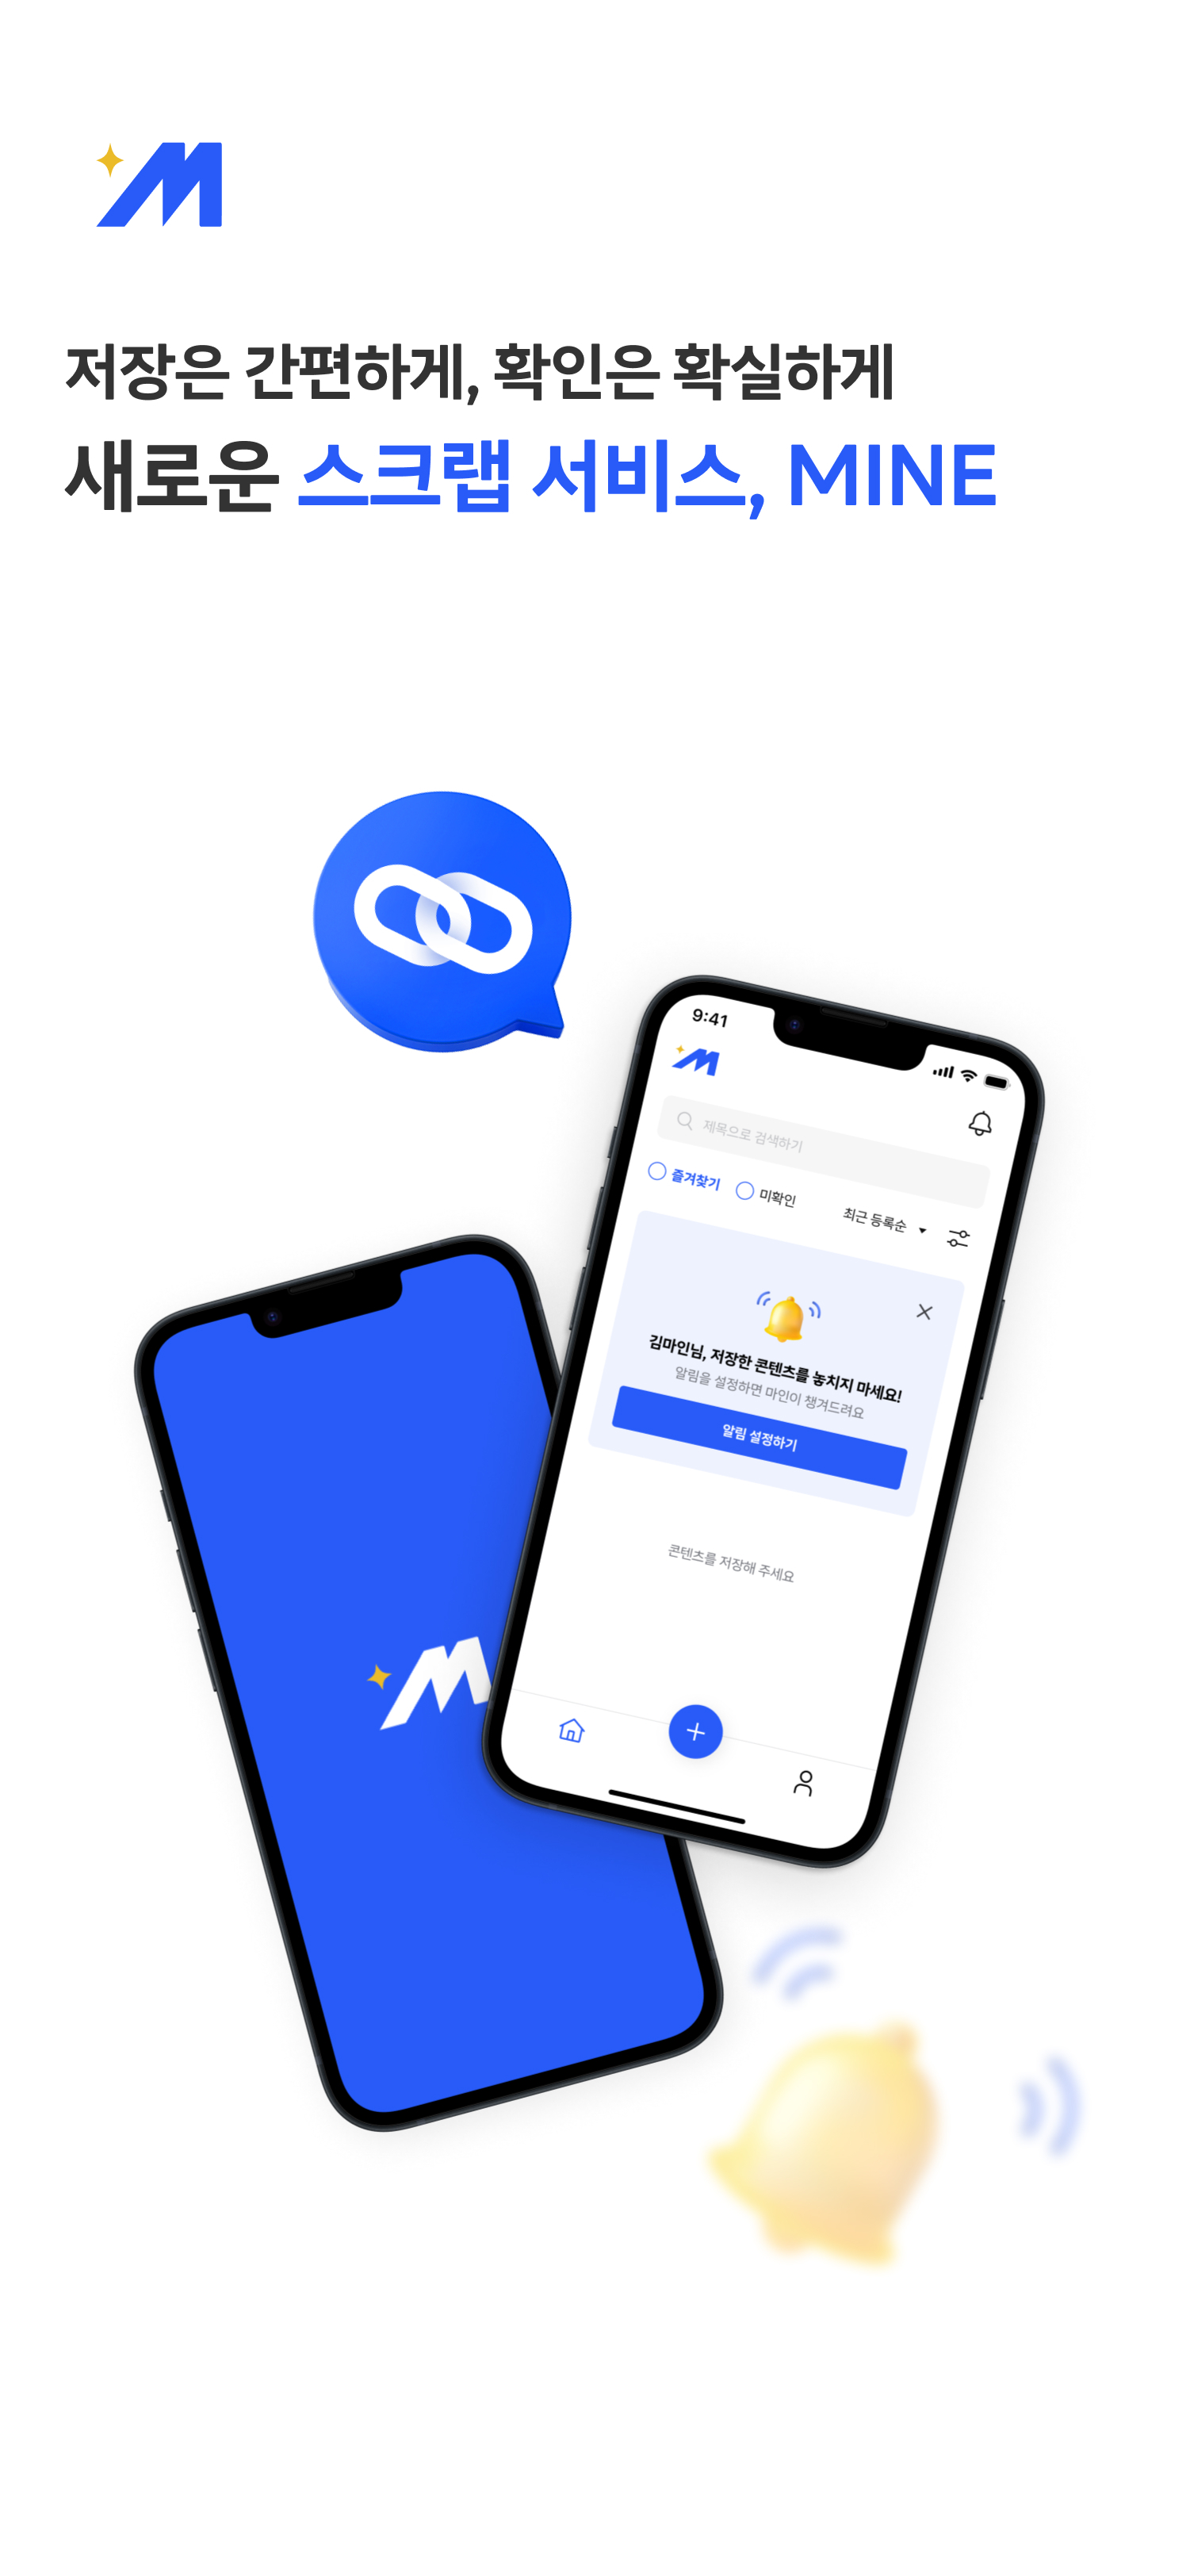 저장은 간편하게, 확인은 확실하게
새로운 스크랩 서비스, MINE
9:41
제목으로 검색하기
즐겨찾기
미확인
최근 등록순
김마인님, 저장한 콘텐츠를 놓치지 마세요!
알림을 설정하면 마인이 챙겨드려요
알림 설정하기
콘텐츠를 저장해 주세요